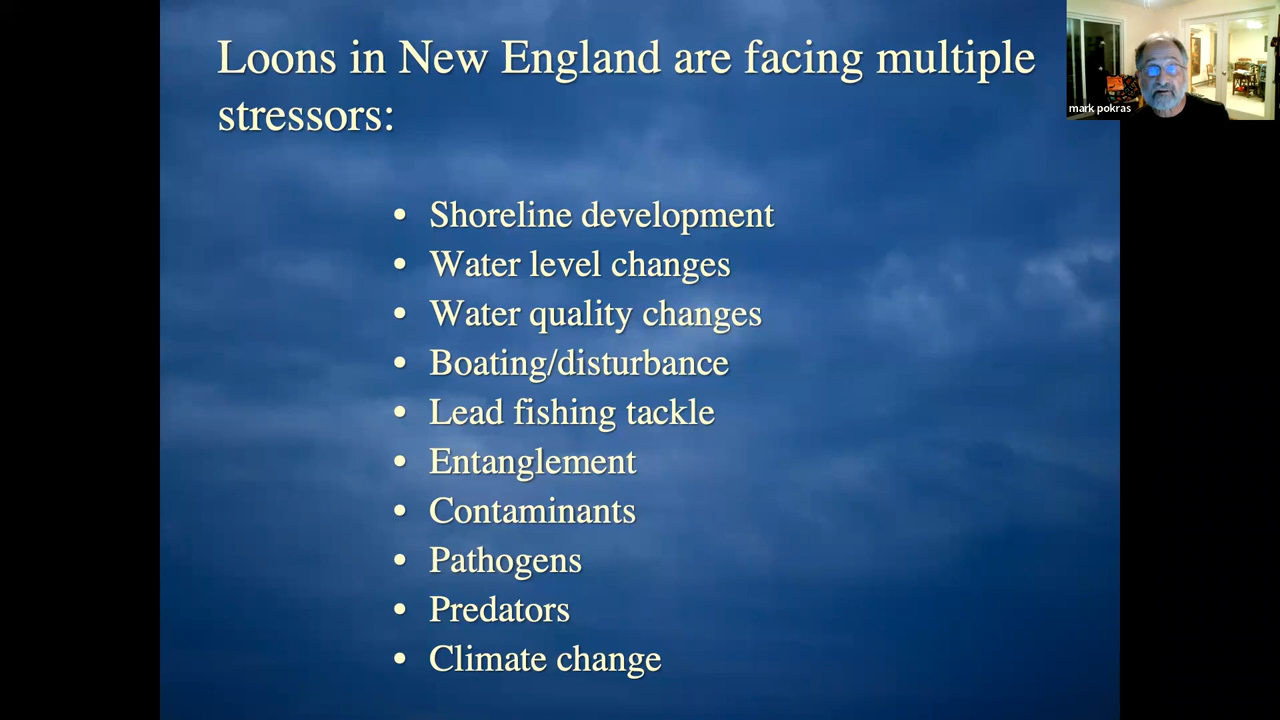 Loons in New England are facing multiple
stressors:
mark pokras
• Shoreline development
• Water level changes
• Water quality changes
• Boating/disturbance
• Lead fishing tackle
• Entanglement
• Contaminants
• Pathogens
• Predators
• Climate change